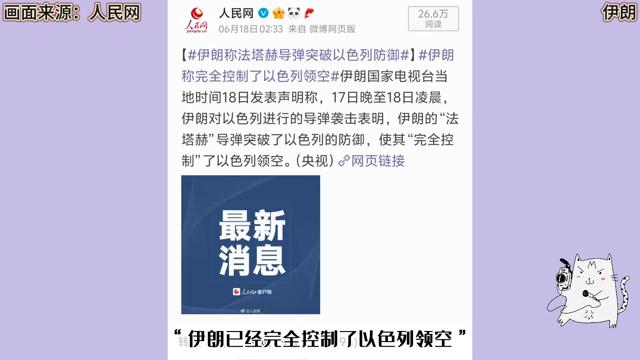 画面来源：人民网
伊朗
人民网
人民网
06月18日 02:33 来自 微博网页版
26.6万
阅读
【#伊朗称法塔赫导弹突破以色列防御#】#伊朗
称完全控制了以色列领空#伊朗国家电视台当
地时间18日发表声明称，17日晚至18日凌晨，
伊朗对以色列进行的导弹袭击表明，伊朗的“法
塔赫”导弹突破了以色列的防御，使其“完全控
制”了以色列领空。（央视）网页链接
最新
消息
人民网+客户端
@人民网
“伊朗已经完全控制了以色列领空”